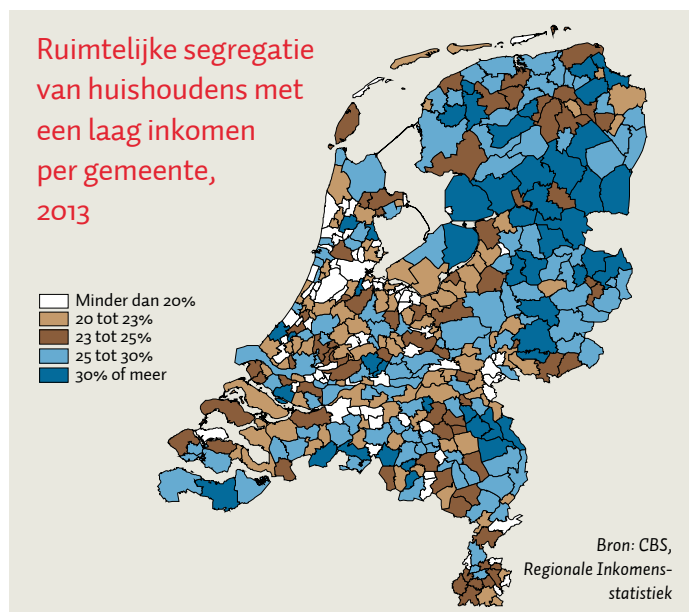 Ruimtelijke segregatie
van huishoudens met
een laag inkomen
per gemeente,
2013
Minder dan 20%
20 tot 23%
23 tot 25%
25 tot 30%
30% of meer
Bron: CBS,
Regionale Inkomens-
statistiek